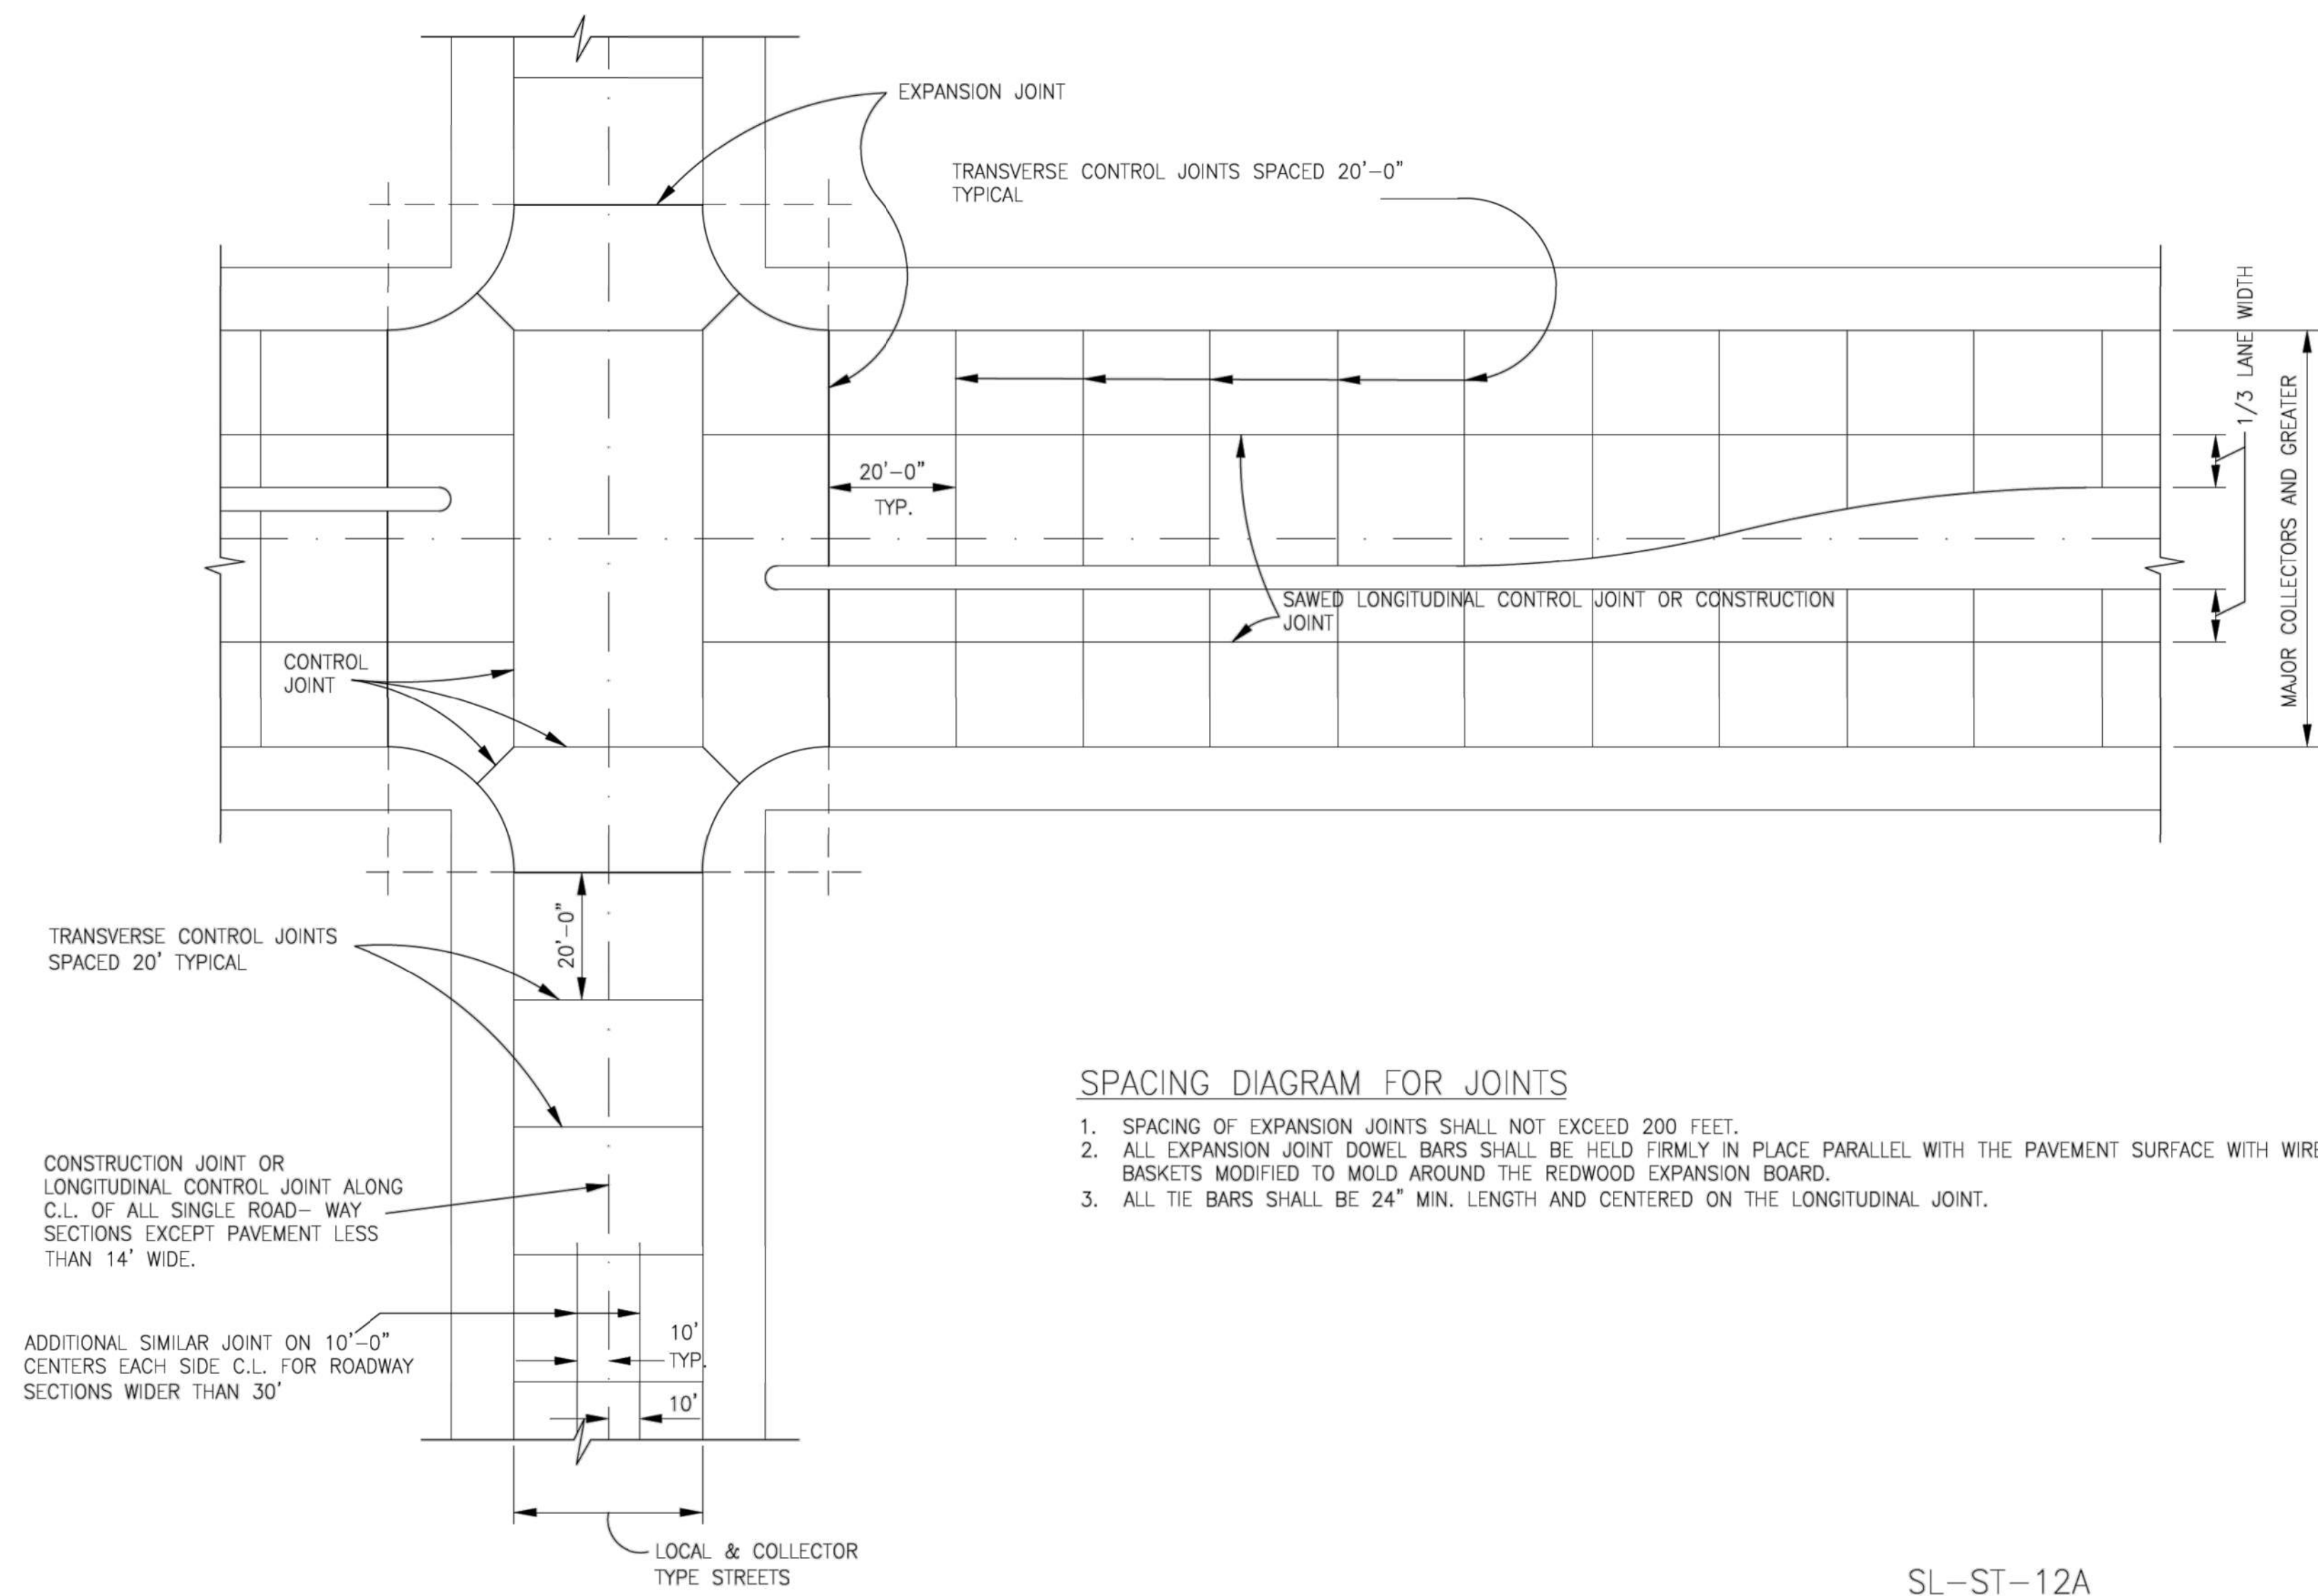 EXPANSION JOINT
TRANSVERSE CONTROL JOINTS SPACED 20'-0"
TYPICAL
1/3 LANE WIDTH
MAJOR COLLECTORS AND GREATER
20'-0"
TYP.
SAWED LONGITUDINAL CONTROL JOINT OR CONSTRUCTION
JOINT
CONTROL
JOINT
20'-0"
TRANSVERSE CONTROL JOINTS
SPACED 20' TYPICAL
SPACING DIAGRAM FOR JOINTS
1. SPACING OF EXPANSION JOINTS SHALL NOT EXCEED 200 FEET.
2. ALL EXPANSION JOINT DOWEL BARS SHALL BE HELD FIRMLY IN PLACE PARALLEL WITH THE PAVEMENT SURFACE WITH WIRE
BASKETS MODIFIED TO MOLD AROUND THE REDWOOD EXPANSION BOARD.
3. ALL TIE BARS SHALL BE 24" MIN. LENGTH AND CENTERED ON THE LONGITUDINAL JOINT.
CONSTRUCTION JOINT OR
LONGITUDINAL CONTROL JOINT ALONG
C.L. OF ALL SINGLE ROAD- WAY
SECTIONS EXCEPT PAVEMENT LESS
THAN 14' WIDE.
ADDITIONAL SIMILAR JOINT ON 10'-0"
CENTERS EACH SIDE C.L. FOR ROADWAY
SECTIONS WIDER THAN 30'
10'
TYP.
10'
LOCAL & COLLECTOR
TYPE STREETS
SL-ST-12A